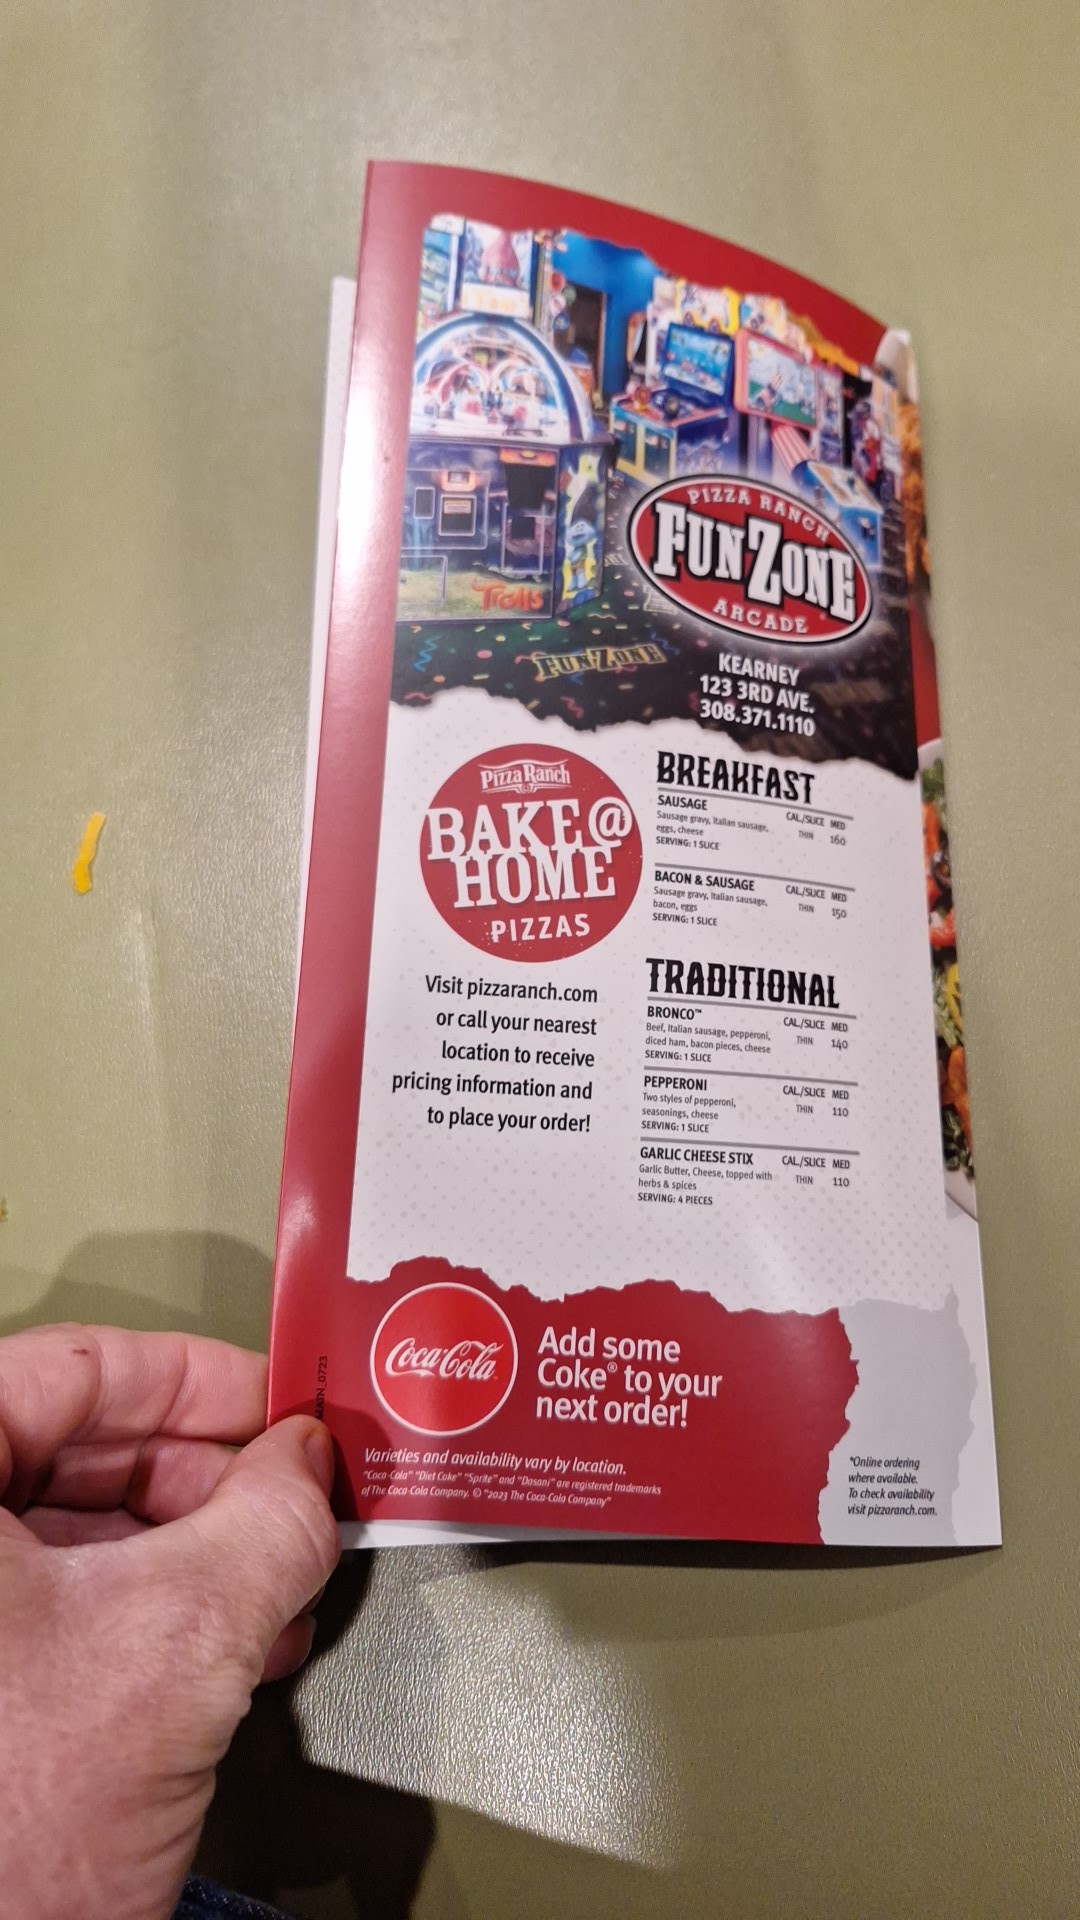 Trolls
FUNZONE
PIZZA RANCH
FUNZONE
ARCADE
KEARNEY
123 3RD AVE.
308.371.1110
Pizza Ranch
BAKE @
HOME
PIZZAS
Visit pizzaranch.com
or call your nearest
location to receive
pricing information and
to place your order!
BREAKFAST
SAUSAGE
CAL./SLICE MED
Sausage gravy, Italian sausage,
eggs, cheese
THIN 160
SERVING: 1 SLICE
BACON & SAUSAGE
CAL./SLICE MED
Sausage gravy, Italian sausage,
bacon, eggs
THIN 150
SERVING: 1 SLICE
TRADITIONAL
BRONCO™
CAL./SLICE MED
Beef, Italian sausage, pepperoni,
diced ham, bacon pieces, cheese
THIN 140
SERVING: 1 SLICE
PEPPERONI
CAL./SLICE MED
Two styles of pepperoni,
seasonings, cheese
THIN 110
SERVING: 1 SLICE
GARLIC CHEESE STIX
CAL./SLICE MED
Garlic Butter, Cheese, topped with
herbs & spices
THIN 110
SERVING: 4 PIECES
Coca-Cola
Add some
Coke® to your
next order!
Varieties and availability vary by location.
"Coca-Cola" "Diet Coke" "Sprite" and "Dasani" are registered trademarks
of The Coca-Cola Company. © "2023 The Coca-Cola Company"
*Online ordering
where available.
To check availability
visit pizzaranch.com.
MAIN_0723